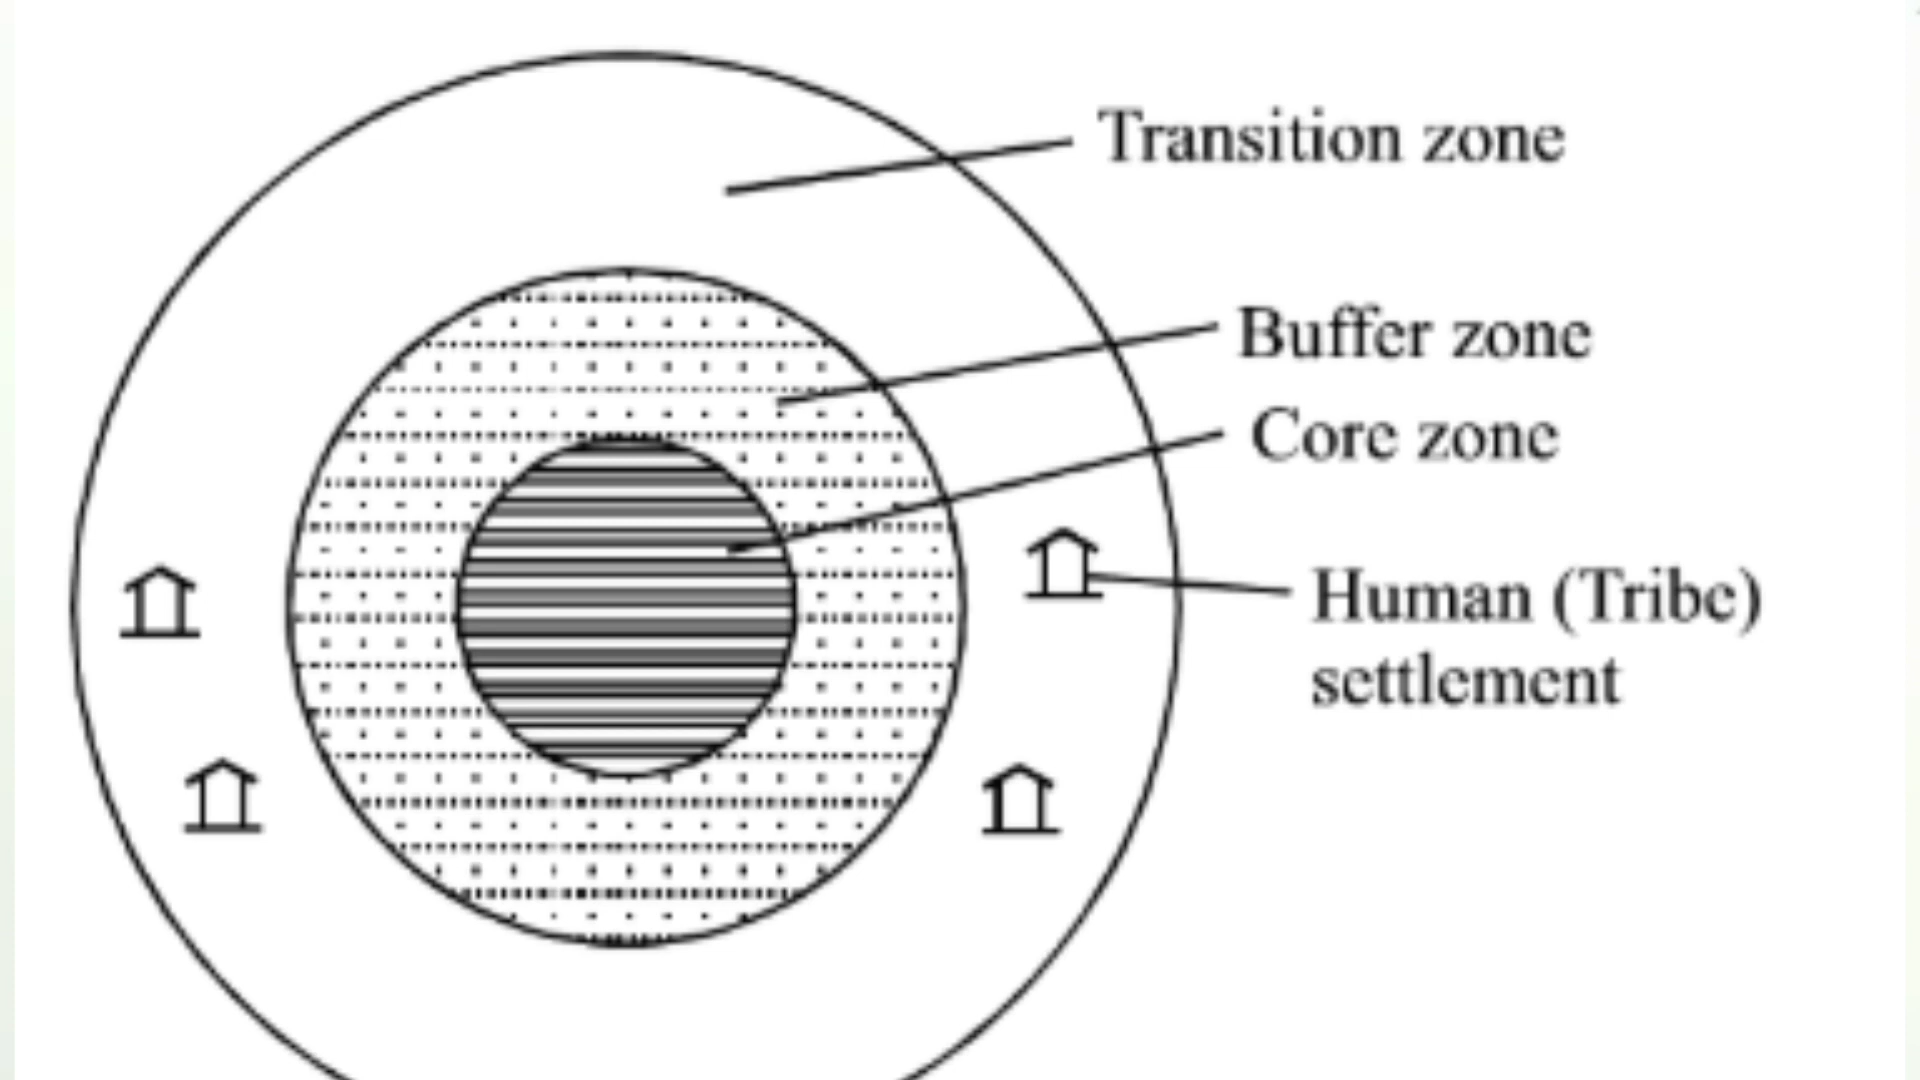 Transition zone
Buffer zone
Core zone
Human (Tribe)
settlement